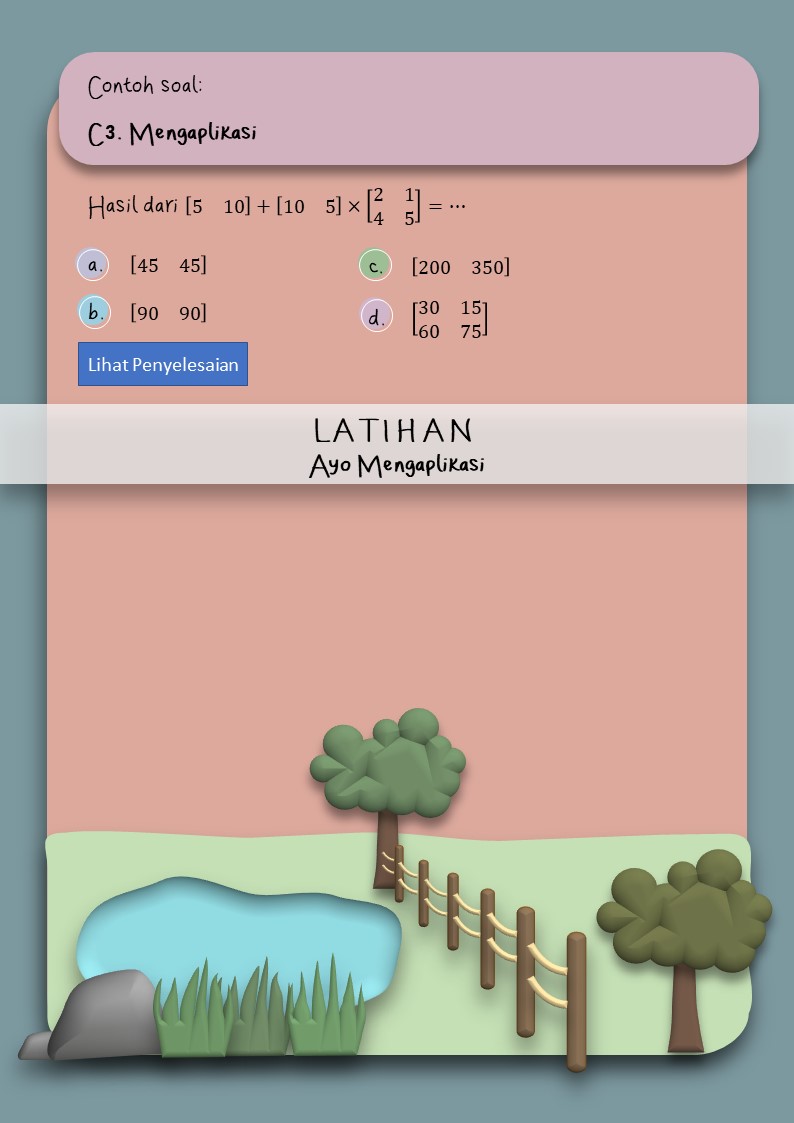 Contoh soal:
C3. Mengaplikasi
Hasil dari [5 10] + [10 5] × [2 1
4 5] = ⋯
a. [45 45]
c. [200 350]
b. [90 90]
d. [30 15
60 75]
Lihat Penyelesaian
LATIHAN
Ayo Mengaplikasi